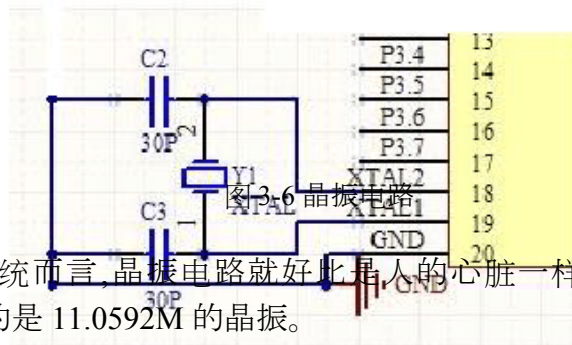 13
C2
P3.4
14
P3.5
15
30P
2
P3.6
16
P3.7
17
Y1
XTAL2
18
图 3-6 晶振电路
XTAL
XTAL1
19
C3
1
GND
20
统而言,晶振电路就好比是人的心脏一样
30P
GND
的是 11.0592M 的晶振。